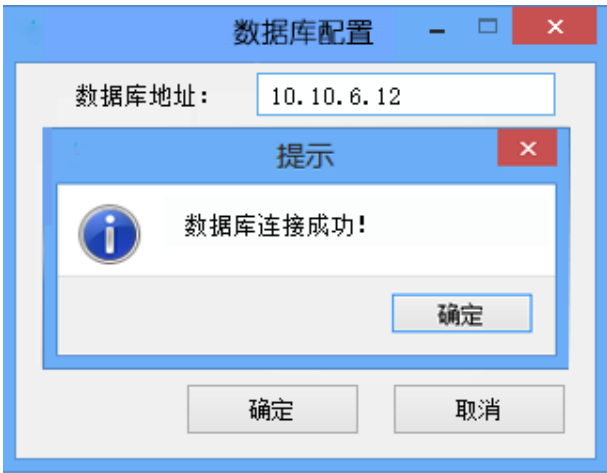 数据库配置
数据库地址: 10.10.6.12
提示
数据库连接成功!
确定
确定 取消